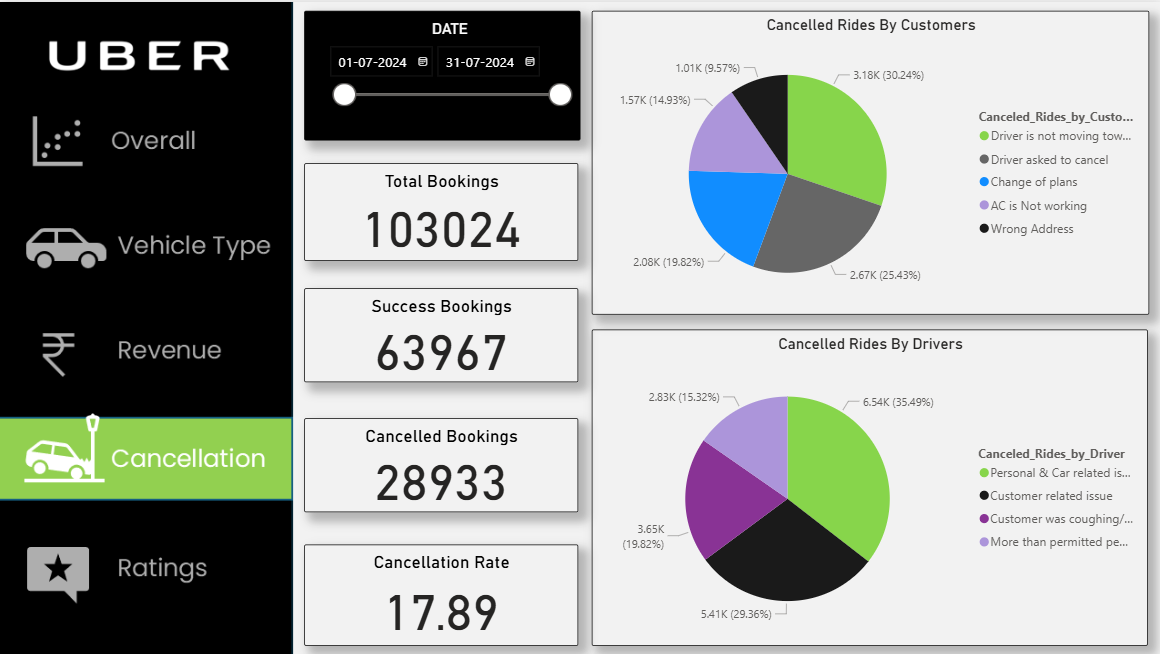 UBER
Overall
Vehicle Type
Revenue
Cancellation
Ratings
DATE
01-07-2024 31-07-2024
Total Bookings
103024
Success Bookings
63967
Cancelled Bookings
28933
Cancellation Rate
17.89
Cancelled Rides By Customers
3.18K (30.24%)
2.67K (25.43%)
2.08K (19.82%)
1.57K (14.93%)
1.01K (9.57%)
Canceled_Rides_by_Custo...
Driver is not moving tow...
Driver asked to cancel
Change of plans
AC is Not working
Wrong Address
Cancelled Rides By Drivers
6.54K (35.49%)
5.41K (29.36%)
3.65K
(19.82%)
2.83K (15.32%)
Canceled_Rides_by_Driver
Personal & Car related is...
Customer related issue
Customer was coughing/...
More than permitted pe...